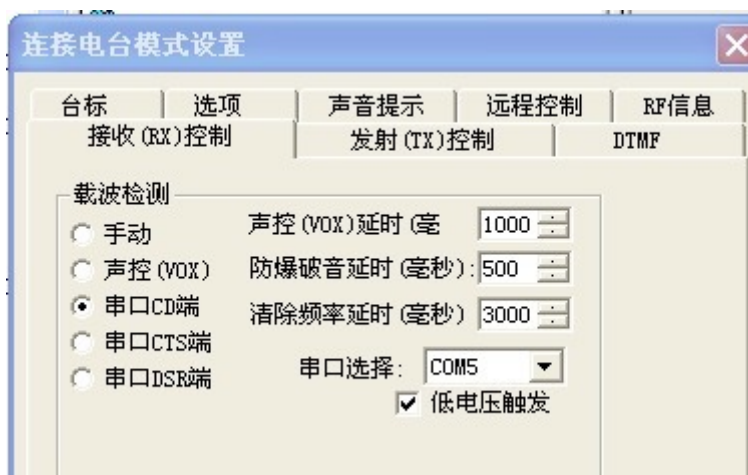 连接电台模式设置
台标 选项 声音提示 远程控制 RF信息
接收(RX)控制 发射(TX)控制 DTMF
载波检测
手动 声控(VOX)延时(毫 1000
声控(VOX) 防爆破音延时(毫秒): 500
串口CD端 清除频率延时(毫秒) 3000
串口CTS端
串口选择: COM5
串口DSR端
低电压触发